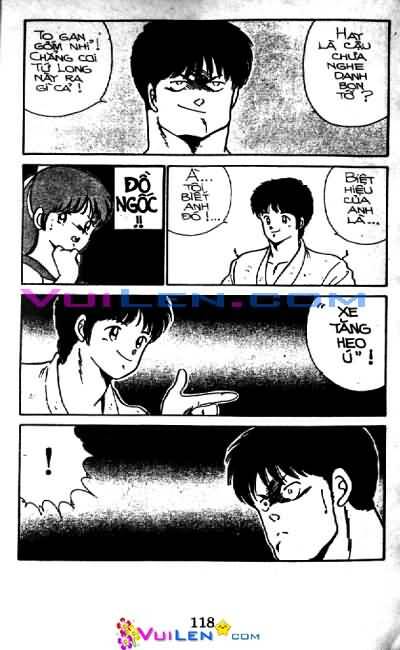 HAY
LÀ CẬU
CHƯA
NGHE
DANH
BỌN
TỚ?
TO GAN
GỚM NHỈ!
CHẲNG COI
TỨ LONG
NÀY RA
GÌ CẢ!
BIỆT
HIỆU
CỦA
ANH
LÀ...
À...
TÔI
BIẾT
ANH
ĐÓ!...
ĐỒ
NGỐC
!!
VUILEN.COM
"XE
TĂNG
HEO
Ú"!
!
118
VUILEN
COM